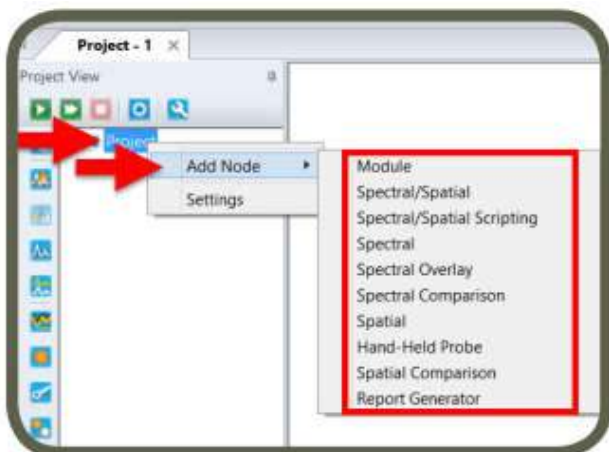 Project - 1
Project View
Project
Add Node
Settings
Module
Spectral/Spatial
Spectral/Spatial Scripting
Spectral
Spectral Overlay
Spectral Comparison
Spatial
Hand-Held Probe
Spatial Comparison
Report Generator